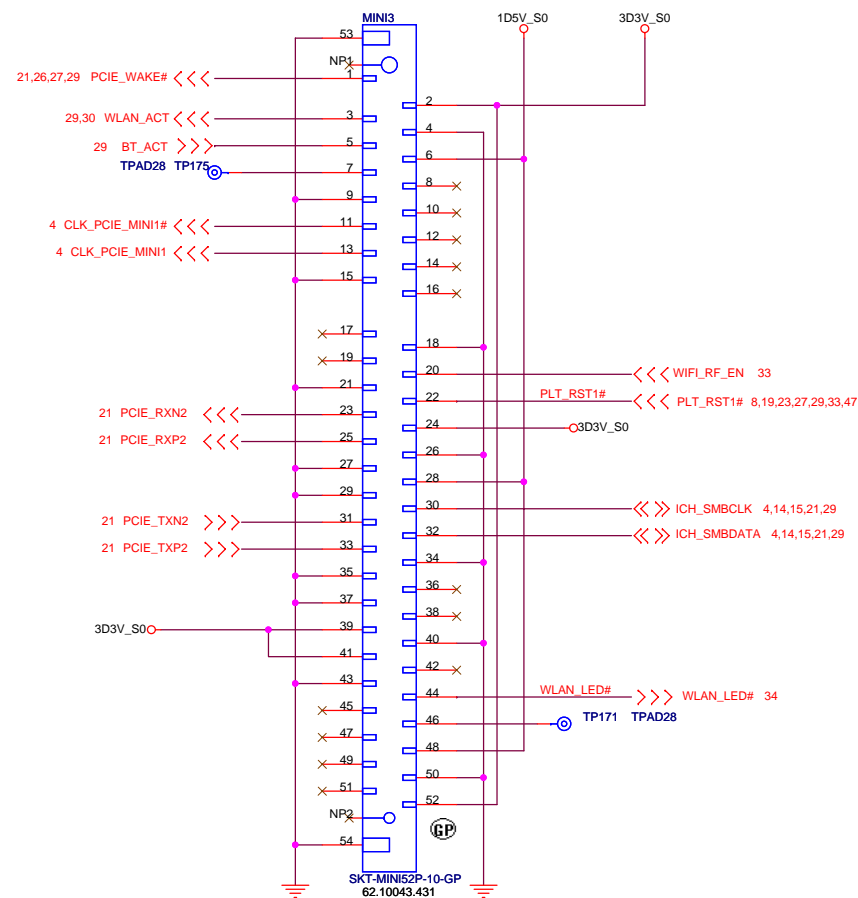 MINI3
1D5V_S0
3D3V_S0
53
NP1
21,26,27,29 PCIE_WAKE# 1
2
29,30 WLAN_ACT 3
4
29 BT_ACT 5
6
TPAD28 TP175 7
8
9
10
4 CLK_PCIE_MINI1# 11
12
4 CLK_PCIE_MINI1 13
14
15
16
17
18
19
20 WIFI_RF_EN 33
21
22 PLT_RST1# PLT_RST1# 8,19,23,27,29,33,47
21 PCIE_RXN2 23
24 3D3V_S0
21 PCIE_RXP2 25
26
27
28
29
30 ICH_SMBCLK 4,14,15,21,29
21 PCIE_TXN2 31
32 ICH_SMBDATA 4,14,15,21,29
21 PCIE_TXP2 33
34
35
36
37
38
3D3V_S0 39
40
41
42
43
44 WLAN_LED# WLAN_LED# 34
45
46 TP171 TPAD28
47
48
49
50
51
52
NP2
GP
54
SKT-MINI52P-10-GP
62.10043.431